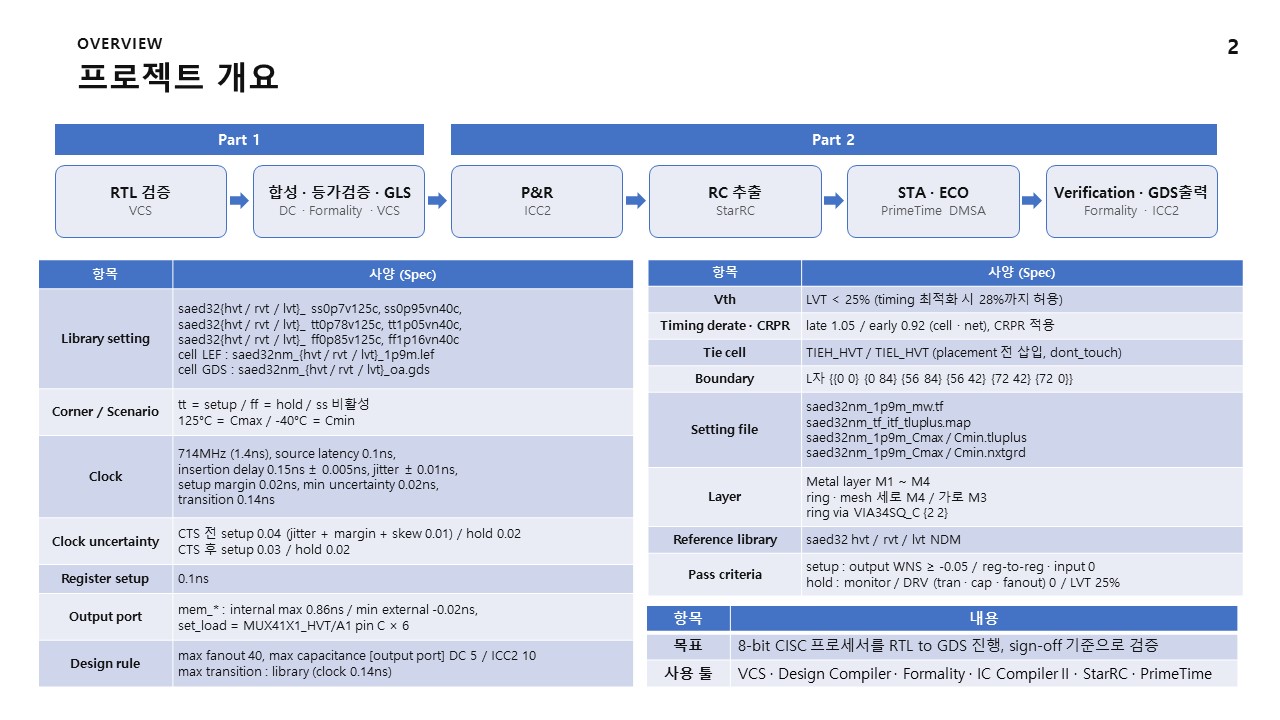 OVERVIEW
프로젝트 개요
2
Part 1
Part 2
RTL 검증
VCS
합성 · 등가검증 · GLS
DC · Formality · VCS
P&R
ICC2
RC 추출
StarRC
STA · ECO
PrimeTime DMSA
Verification · GDS출력
Formality · ICC2
항목 사양 (Spec)
Library setting
saed32{hvt / rvt / lvt}_ ss0p7v125c, ss0p95vn40c,
saed32{hvt / rvt / lvt}_ tt0p78v125c, tt1p05vn40c,
saed32{hvt / rvt / lvt}_ ff0p85v125c, ff1p16vn40c
cell LEF : saed32nm_{hvt / rvt / lvt}_1p9m.lef
cell GDS : saed32nm_{hvt / rvt / lvt}_oa.gds
Corner / Scenario
tt = setup / ff = hold / ss 비활성
125°C = Cmax / -40°C = Cmin
Clock
714MHz (1.4ns), source latency 0.1ns,
insertion delay 0.15ns ± 0.005ns, jitter ± 0.01ns,
setup margin 0.02ns, min uncertainty 0.02ns,
transition 0.14ns
Clock uncertainty
CTS 전 setup 0.04 (jitter + margin + skew 0.01) / hold 0.02
CTS 후 setup 0.03 / hold 0.02
Register setup
0.1ns
Output port
mem_* : internal max 0.86ns / min external -0.02ns,
set_load = MUX41X1_HVT/A1 pin C × 6
Design rule
max fanout 40, max capacitance [output port] DC 5 / ICC2 10
max transition : library (clock 0.14ns)
항목 사양 (Spec)
Vth
LVT < 25% (timing 최적화 시 28%까지 허용)
Timing derate · CRPR
late 1.05 / early 0.92 (cell · net), CRPR 적용
Tie cell
TIEH_HVT / TIEL_HVT (placement 전 삽입, dont_touch)
Boundary
L자 {{0 0} {0 84} {56 84} {56 42} {72 42} {72 0}}
Setting file
saed32nm_1p9m_mw.tf
saed32nm_tf_itf_tluplus.map
saed32nm_1p9m_Cmax / Cmin.tluplus
saed32nm_1p9m_Cmax / Cmin.nxtgrd
Layer
Metal layer M1 ~ M4
ring · mesh 세로 M4 / 가로 M3
ring via VIA34SQ_C {2 2}
Reference library
saed32 hvt / rvt / lvt NDM
Pass criteria
setup : output WNS ≥ -0.05 / reg-to-reg · input 0
hold : monitor / DRV (tran · cap · fanout) 0 / LVT 25%
항목 내용
목표
8-bit CISC 프로세서를 RTL to GDS 진행, sign-off 기준으로 검증
사용 툴
VCS · Design Compiler · Formality · IC Compiler II · StarRC · PrimeTime